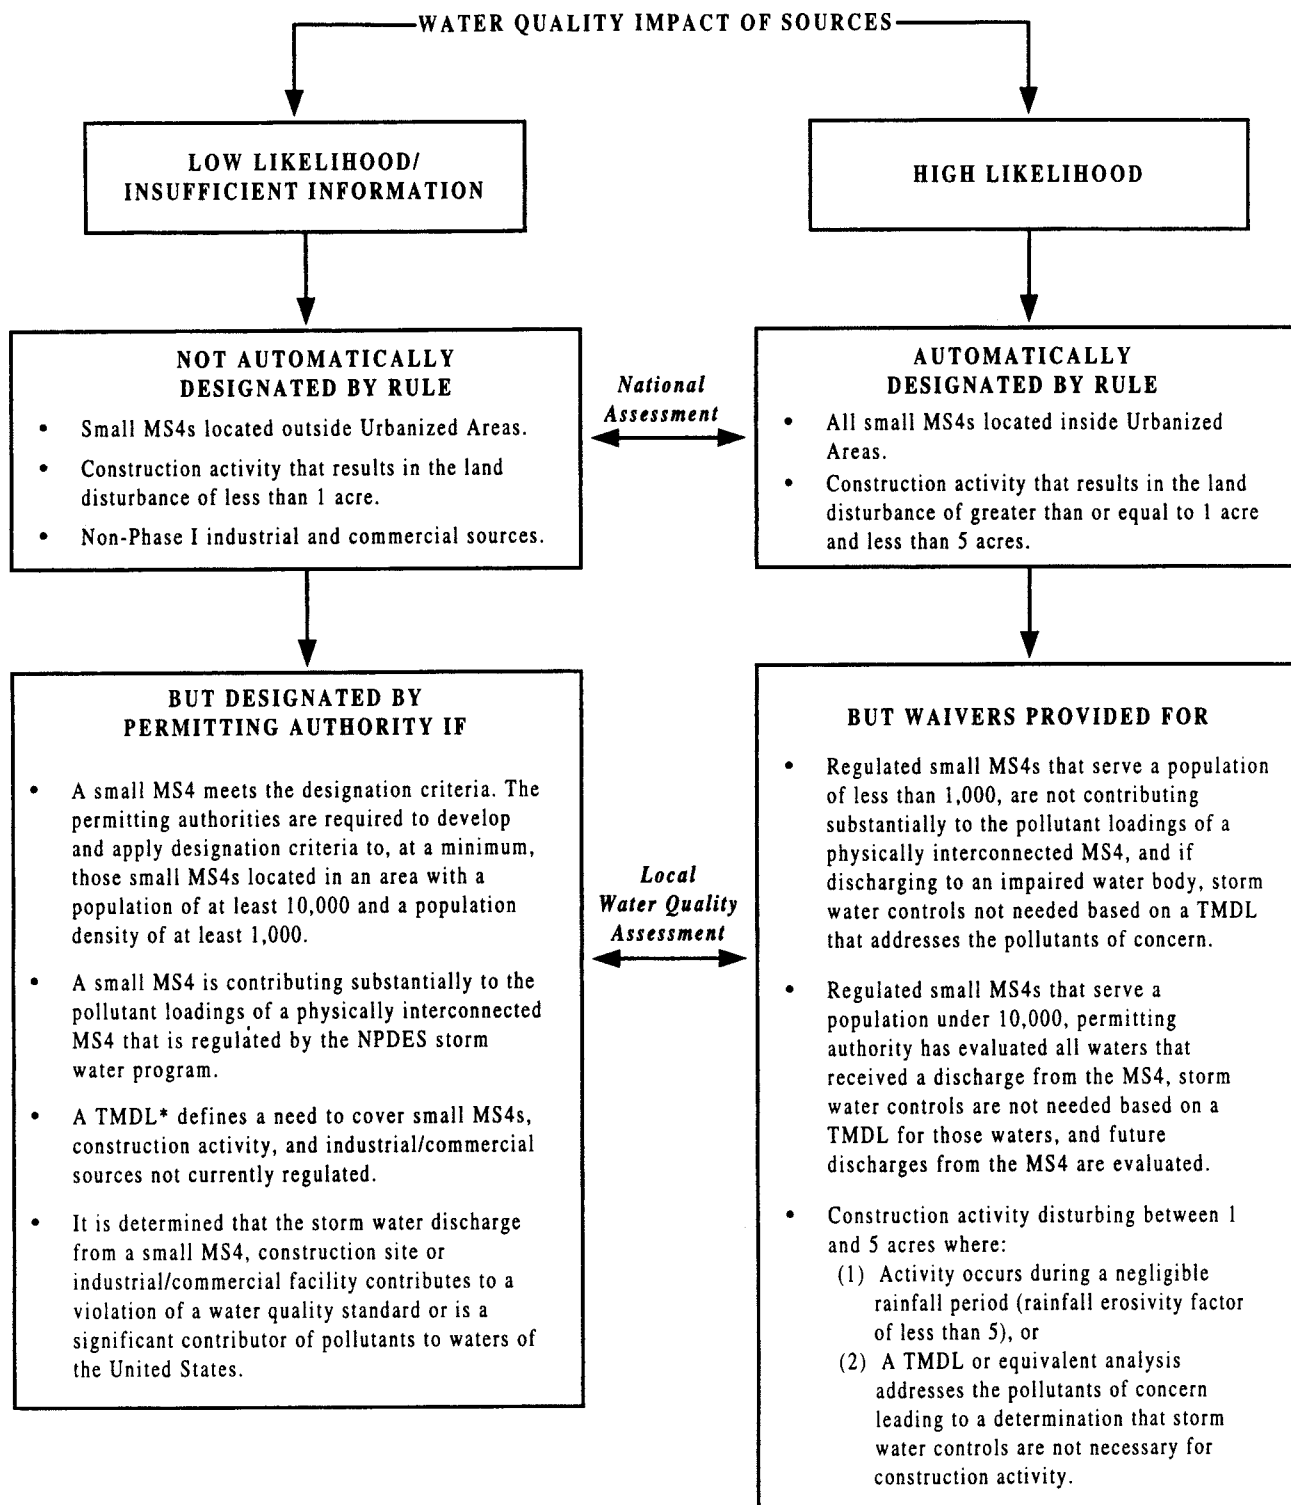 WATER QUALITY IMPACT OF SOURCES
LOW LIKELIHOOD/
INSUFFICIENT INFORMATION
HIGH LIKELIHOOD
NOT AUTOMATICALLY
DESIGNATED BY RULE
• Small MS4s located outside Urbanized Areas.
• Construction activity that results in the land
disturbance of less than 1 acre.
• Non-Phase I industrial and commercial sources.
National
Assessment
AUTOMATICALLY
DESIGNATED BY RULE
• All small MS4s located inside Urbanized
Areas.
• Construction activity that results in the land
disturbance of greater than or equal to 1 acre
and less than 5 acres.
BUT DESIGNATED BY
PERMITTING AUTHORITY IF
• A small MS4 meets the designation criteria. The
permitting authorities are required to develop
and apply designation criteria to, at a minimum,
those small MS4s located in an area with a
population of at least 10,000 and a population
density of at least 1,000.
• A small MS4 is contributing substantially to the
pollutant loadings of a physically interconnected
MS4 that is regulated by the NPDES storm
water program.
• A TMDL* defines a need to cover small MS4s,
construction activity, and industrial/commercial
sources not currently regulated.
• It is determined that the storm water discharge
from a small MS4, construction site or
industrial/commercial facility contributes to a
violation of a water quality standard or is a
significant contributor of pollutants to waters of
the United States.
Local
Water Quality
Assessment
BUT WAIVERS PROVIDED FOR
• Regulated small MS4s that serve a population
of less than 1,000, are not contributing
substantially to the pollutant loadings of a
physically interconnected MS4, and if
discharging to an impaired water body, storm
water controls not needed based on a TMDL
that addresses the pollutants of concern.
• Regulated small MS4s that serve a
population under 10,000, permitting
authority has evaluated all waters that
received a discharge from the MS4, storm
water controls are not needed based on a
TMDL for those waters, and future
discharges from the MS4 are evaluated.
• Construction activity disturbing between 1
and 5 acres where:
(1) Activity occurs during a negligible
rainfall period (rainfall erosivity factor
of less than 5), or
(2) A TMDL or equivalent analysis
addresses the pollutants of concern
leading to a determination that storm
water controls are not necessary for
construction activity.